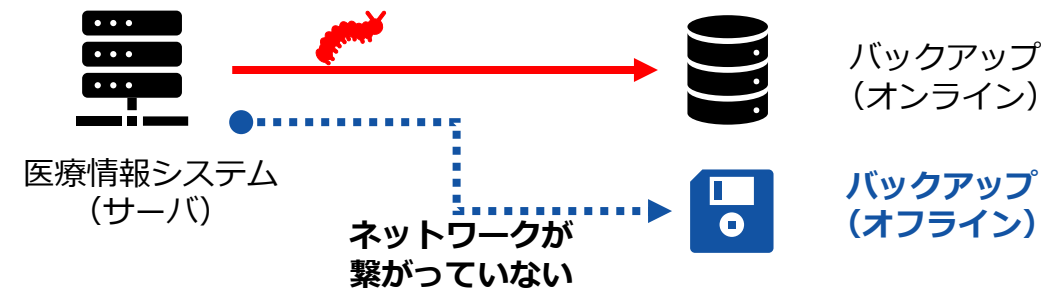 医療情報システム
（サーバ）
バックアップ
（オンライン）
バックアップ
（オフライン）
ネットワークが
繋がっていない